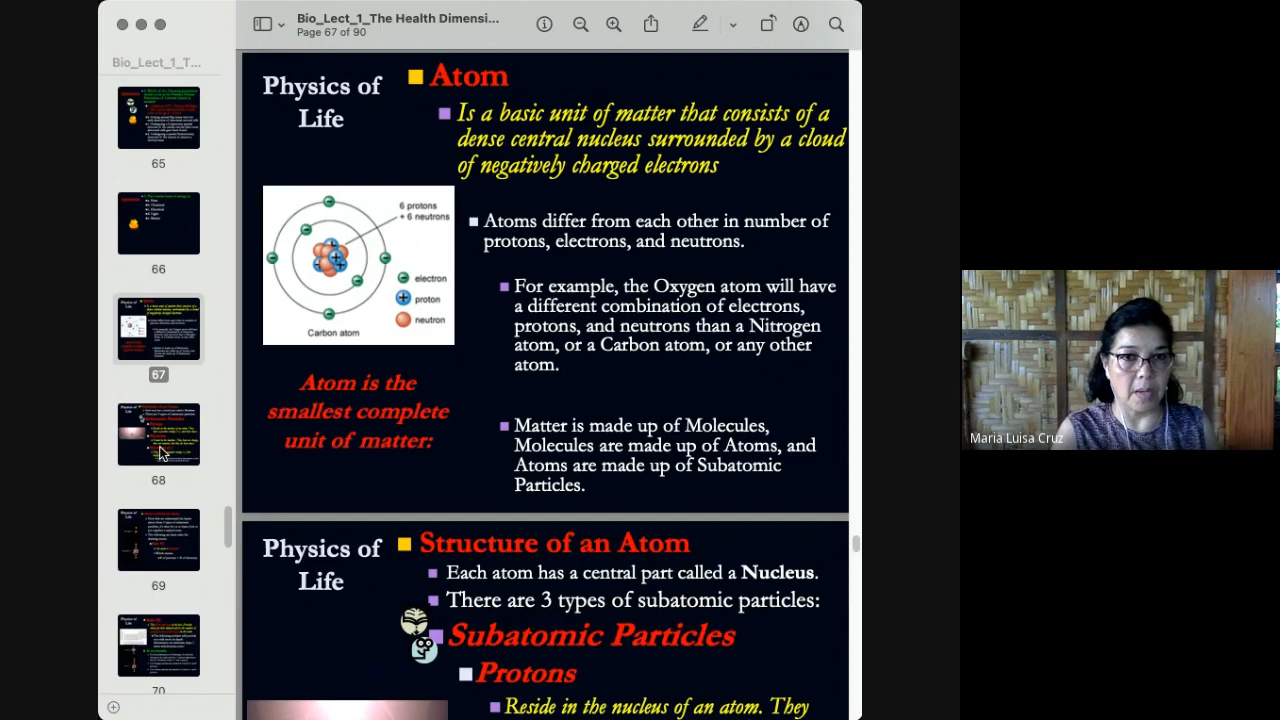 Bio_Lect_1_The Health Dimensi...
Page 67 of 90
Bio_Lect_1_T...
65
66
67
68
69
70
Physics of
Life
Atom
Is a basic unit of matter that consists of a
dense central nucleus surrounded by a cloud
of negatively charged electrons
6 protons
+ 6 neutrons
electron
proton
neutron
Carbon atom
Atoms differ from each other in number of
protons, electrons, and neutrons.
For example, the Oxygen atom will have
a different combination of electrons,
protons, and neutrons than a Nitrogen
atom, or a Carbon atom, or any other
atom.
Atom is the
smallest complete
unit of matter:
Matter is made up of Molecules,
Molecules are made up of Atoms, and
Atoms are made up of Subatomic
Particles.
Physics of
Life
Structure of an Atom
Each atom has a central part called a Nucleus.
There are 3 types of subatomic particles:
Subatomic Particles
Protons
Reside in the nucleus of an atom. They
Maria Luisa Cruz